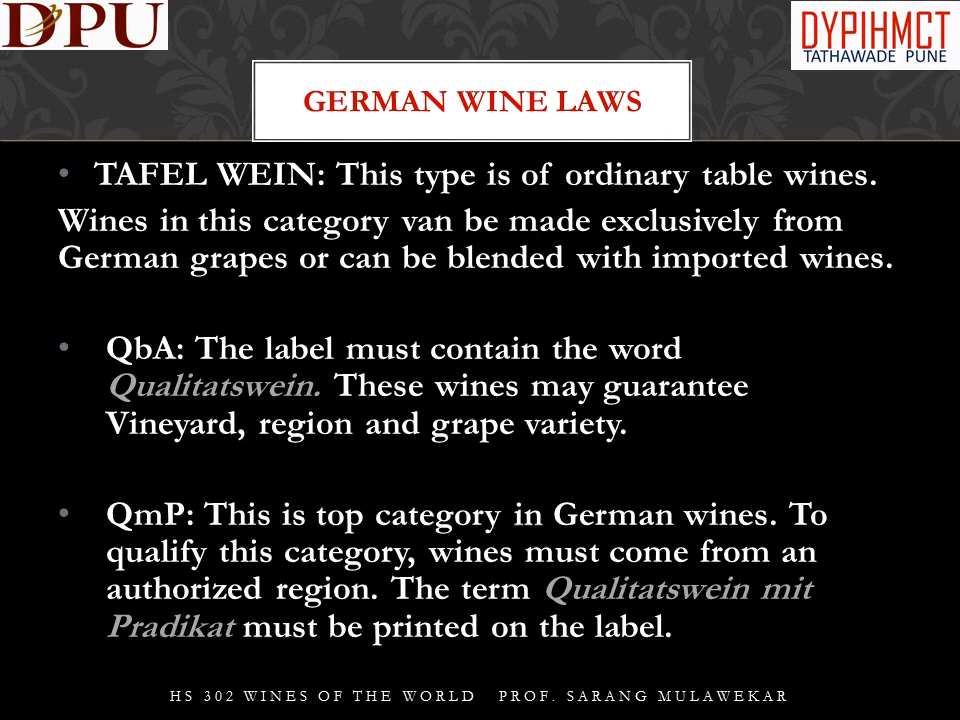 DPU
DYPIHMCT
TATHAWADE PUNE
GERMAN WINE LAWS
• TAFEL WEIN: This type is of ordinary table wines.
Wines in this category van be made exclusively from
German grapes or can be blended with imported wines.
• QbA: The label must contain the word
Qualitatswein. These wines may guarantee
Vineyard, region and grape variety.
• QmP: This is top category in German wines. To
qualify this category, wines must come from an
authorized region. The term Qualitatswein mit
Pradikat must be printed on the label.
HS 302 WINES OF THE WORLD PROF. SARANG MULAWEKAR